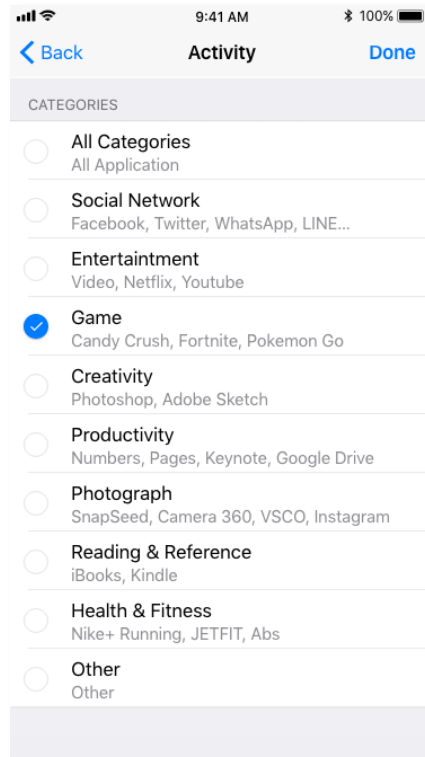 9:41 AM 100%
Back Activity Done
CATEGORIES
All Categories
All Application
Social Network
Facebook, Twitter, WhatsApp, LINE...
Entertaintment
Video, Netflix, Youtube
Game
Candy Crush, Fortnite, Pokemon Go
Creativity
Photoshop, Adobe Sketch
Productivity
Numbers, Pages, Keynote, Google Drive
Photograph
SnapSeed, Camera 360, VSCO, Instagram
Reading & Reference
iBooks, Kindle
Health & Fitness
Nike+ Running, JETFIT, Abs
Other
Other